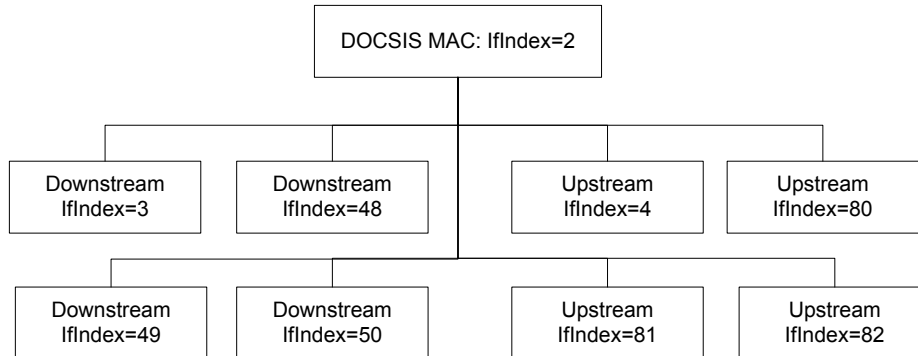 DOCSIS MAC: IfIndex=2
Downstream
IfIndex=3
Downstream
IfIndex=48
Upstream
IfIndex=4
Upstream
IfIndex=80
Downstream
IfIndex=49
Downstream
IfIndex=50
Upstream
IfIndex=81
Upstream
IfIndex=82